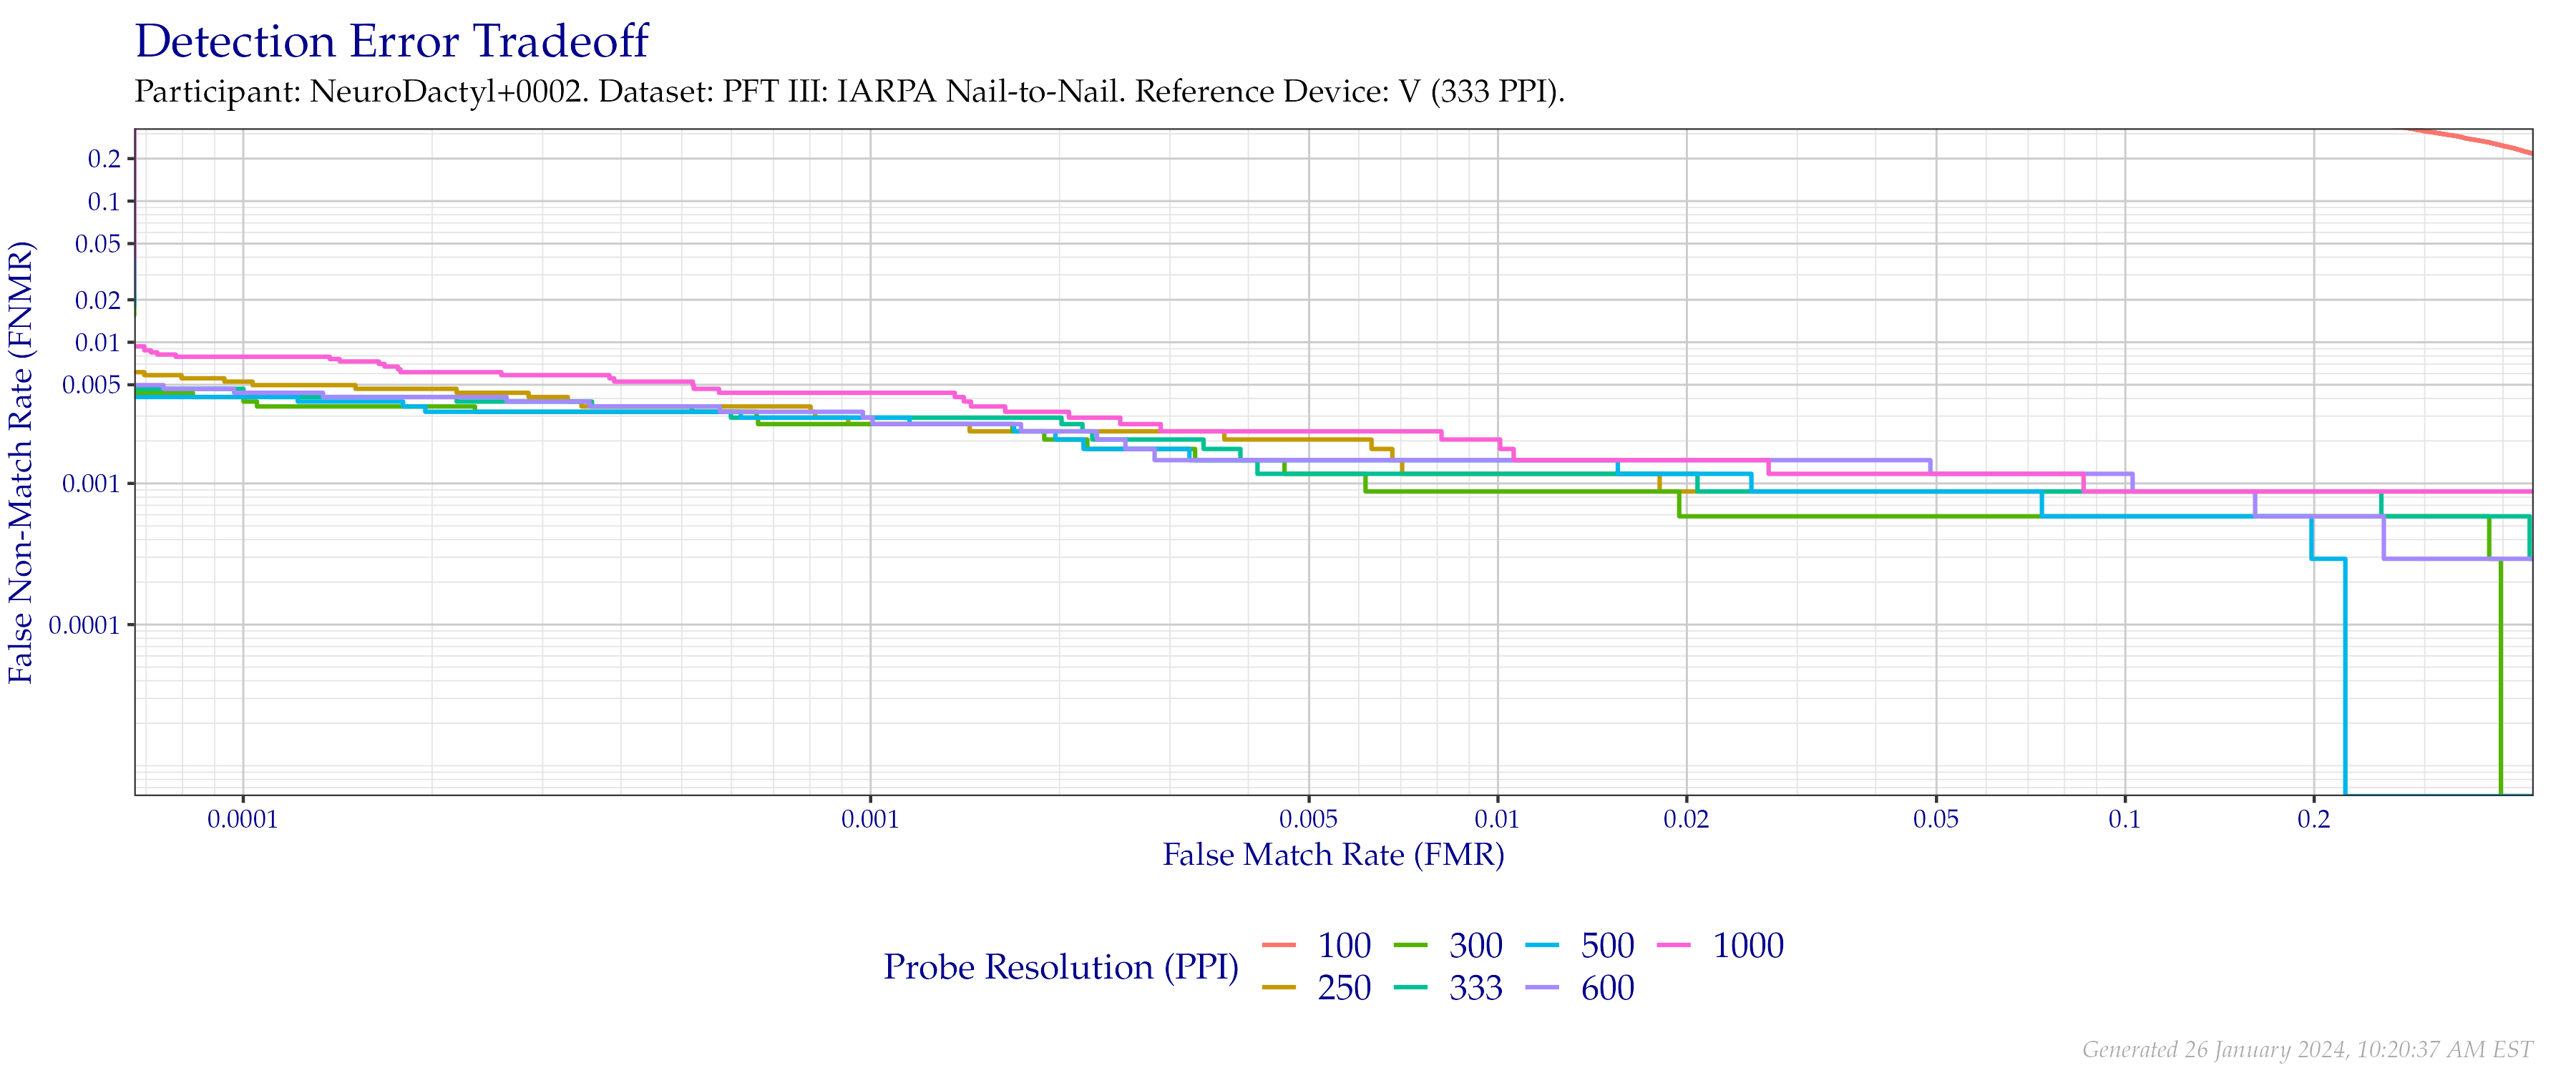 Detection Error Tradeoff
Participant: NeuroDactyl+0002. Dataset: PFT III: IARPA Nail-to-Nail. Reference Device: V (333 PPI).
False Non-Match Rate (FNMR)
0.2
0.1
0.05
0.02
0.01
0.005
0.001
0.0001
0.0001 0.001 0.005 0.01 0.02 0.05 0.1 0.2
False Match Rate (FMR)
Probe Resolution (PPI)
100 300 500 1000
250 333 600
Generated 26 January 2024, 10:20:37 AM EST